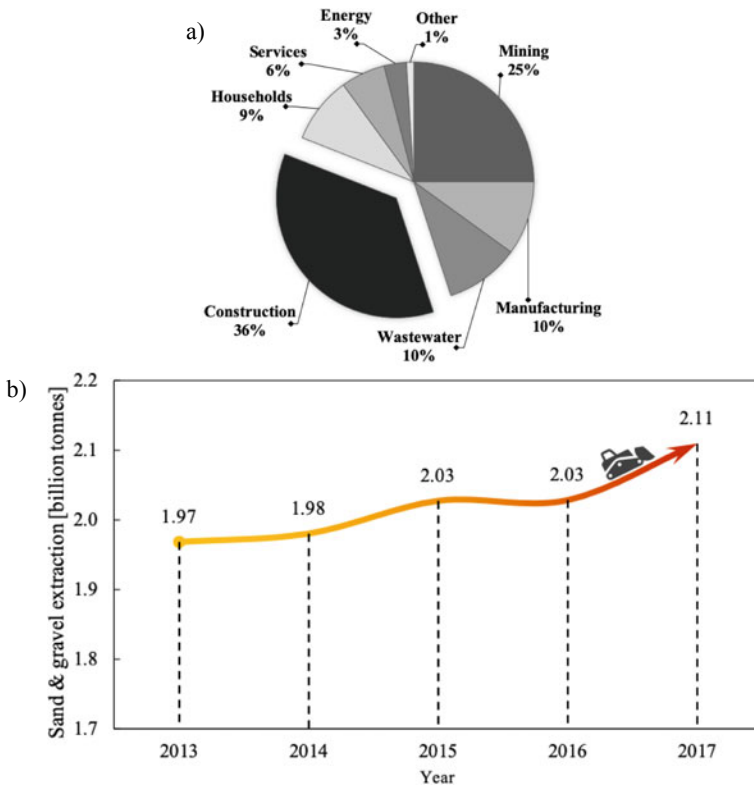 a)
Energy
3%
Other
1%
Mining
25%
Services
6%
Households
9%
Construction
36%
Wastewater
10%
Manufacturing
10%
b)
Sand & gravel extraction [billion tonnes]
2.2
2.1
2.0
1.9
1.8
1.7
1.97
1.98
2.03
2.03
2.11
2013
2014
2015
2016
2017
Year